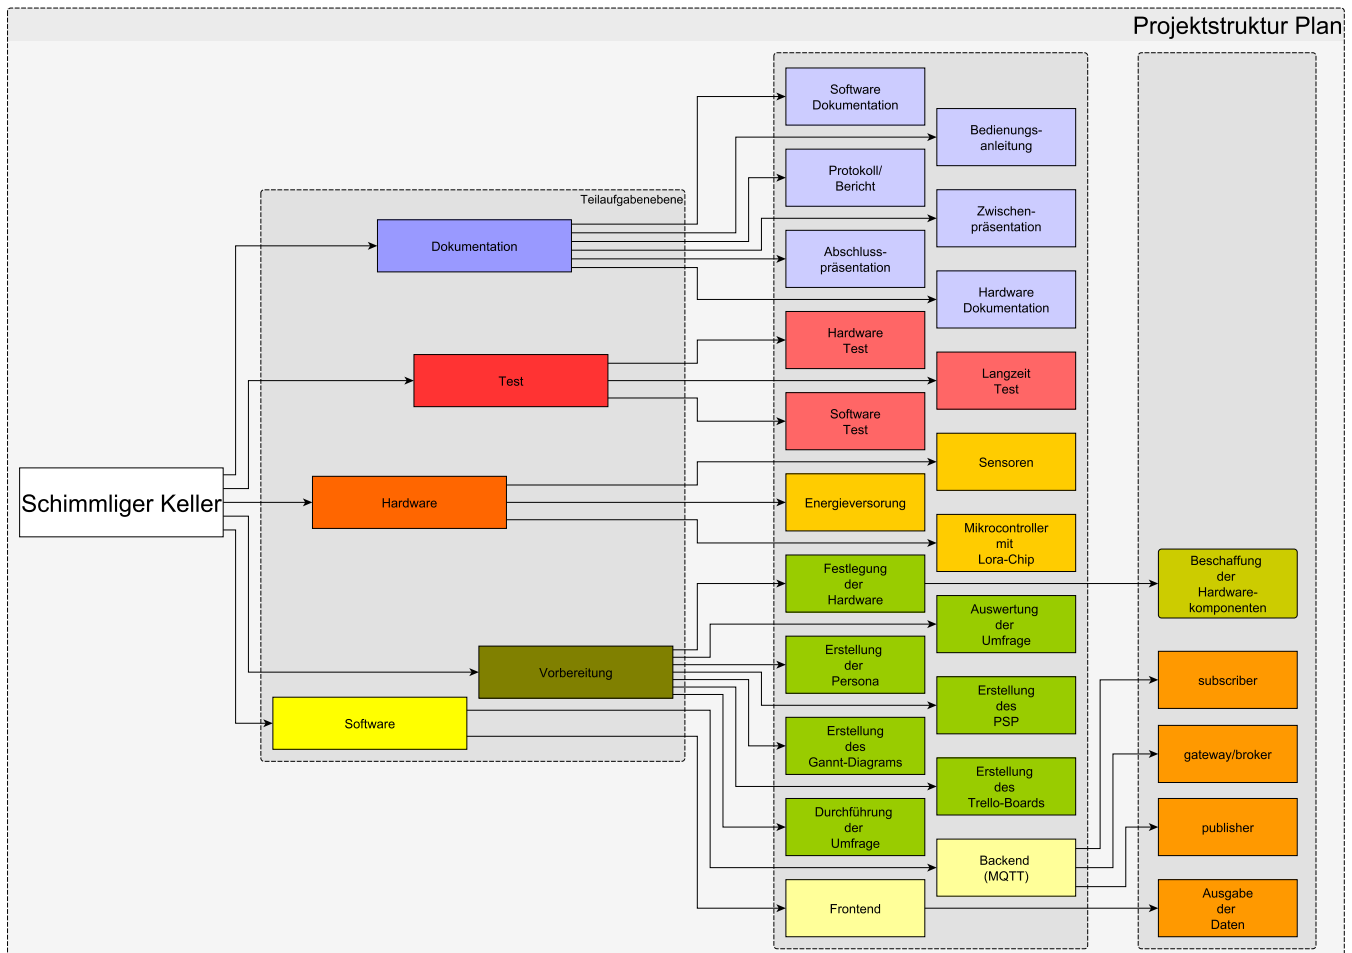 Projektstruktur Plan
Teilaufgabenebene
Schimmliger Keller
Dokumentation
Test
Hardware
Vorbereitung
Software
Software
Dokumentation
Bedienungs-
anleitung
Protokoll/
Bericht
Zwischen-
präsentation
Abschluss-
präsentation
Hardware
Dokumentation
Hardware
Test
Langzeit
Test
Software
Test
Sensoren
Energieversorung
Mikrocontroller
mit
Lora-Chip
Festlegung
der
Hardware
Auswertung
der
Umfrage
Erstellung
der
Persona
Erstellung
des
PSP
Erstellung
des
Gannt-Diagrams
Erstellung
des
Trello-Boards
Durchführung
der
Umfrage
Backend
(MQTT)
Frontend
Beschaffung
der
Hardware-
komponenten
subscriber
gateway/broker
publisher
Ausgabe
der
Daten